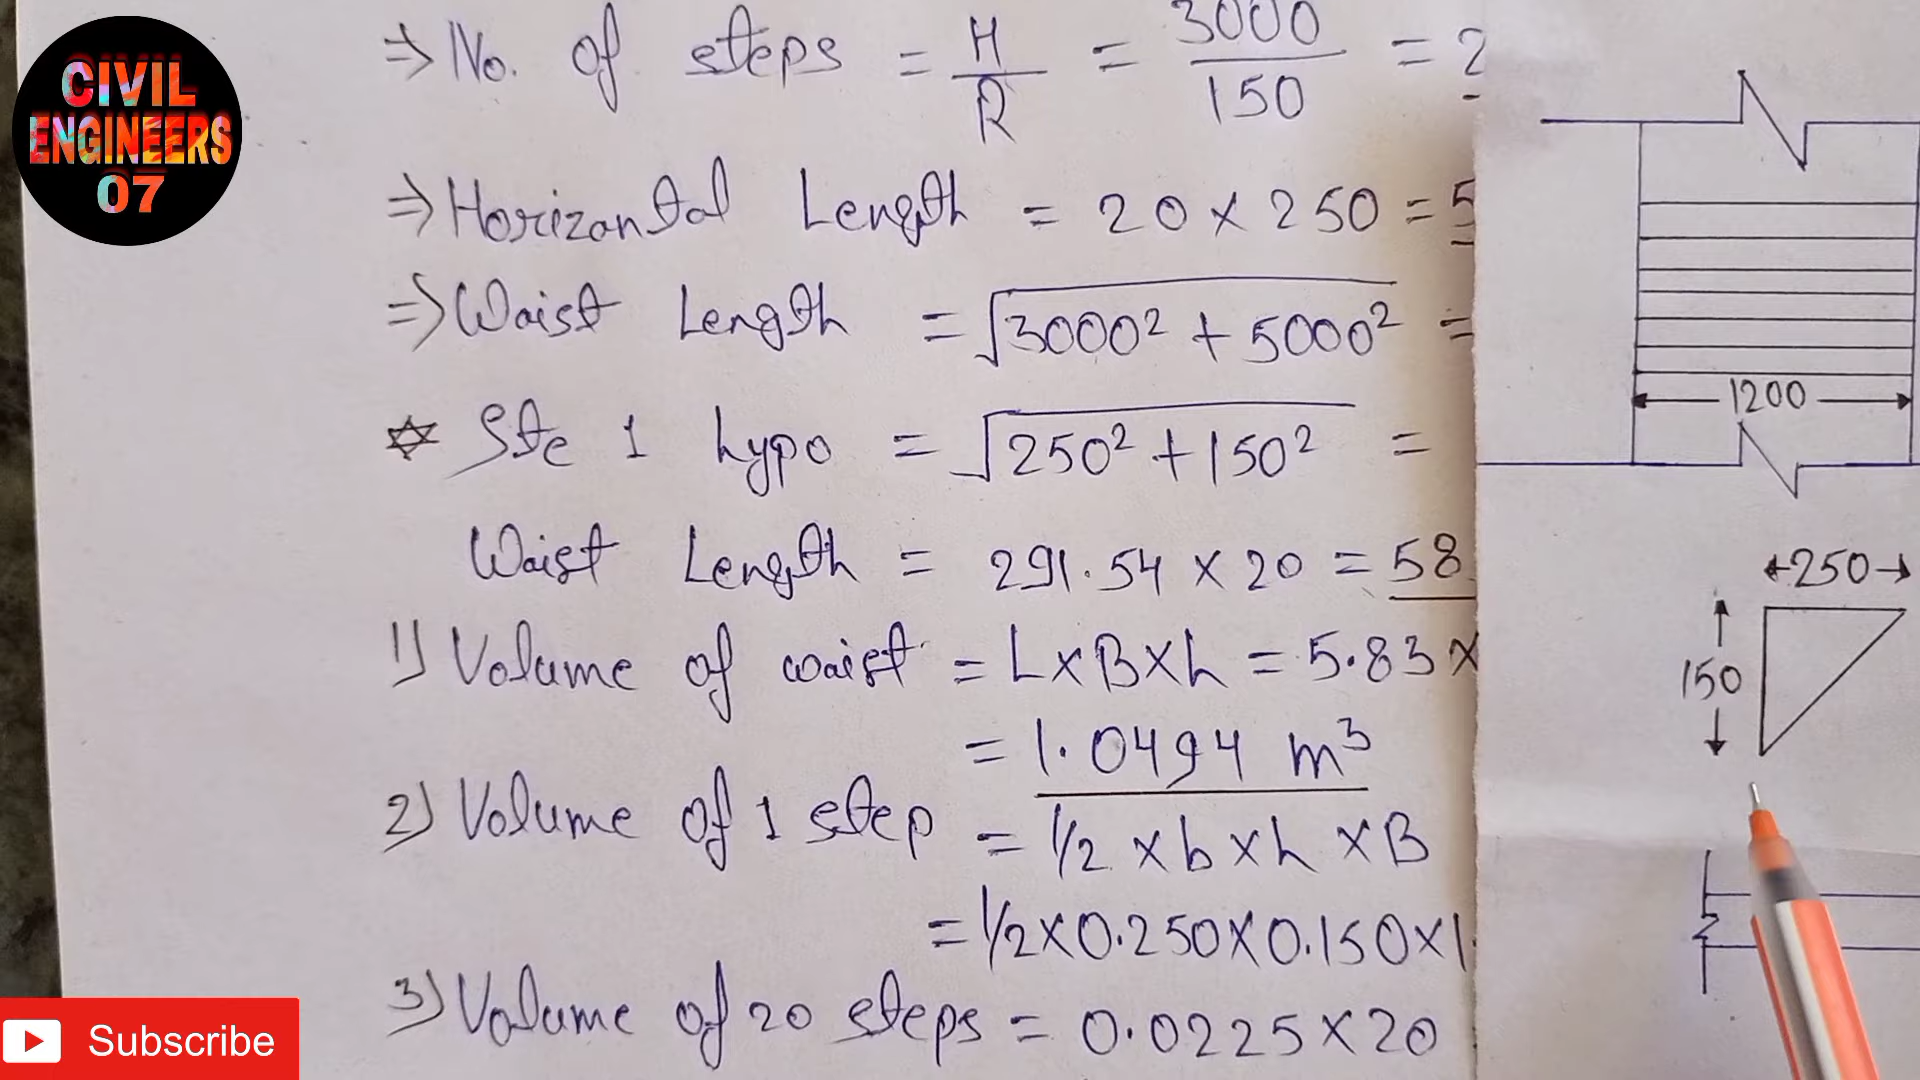 CIVIL
ENGINEERS
07
⇒ No. of steps = H/R = 3000/150 = 2
⇒ Horizantal Length = 20 × 250 = 5
⇒ Waist Length = √3000² + 5000² =
✡ Ste 1 hypo = √250² + 150² =
Waist Length = 291.54 × 20 = 58
1) Volume of waist = L×B×h = 5.83×
= 1.0494 m³
2) Volume of 1 step = 1/2 × b × h × B
= 1/2×0.250×0.150×1.
3) Volume of 20 steps = 0.0225×20
1200
250
150
Subscribe